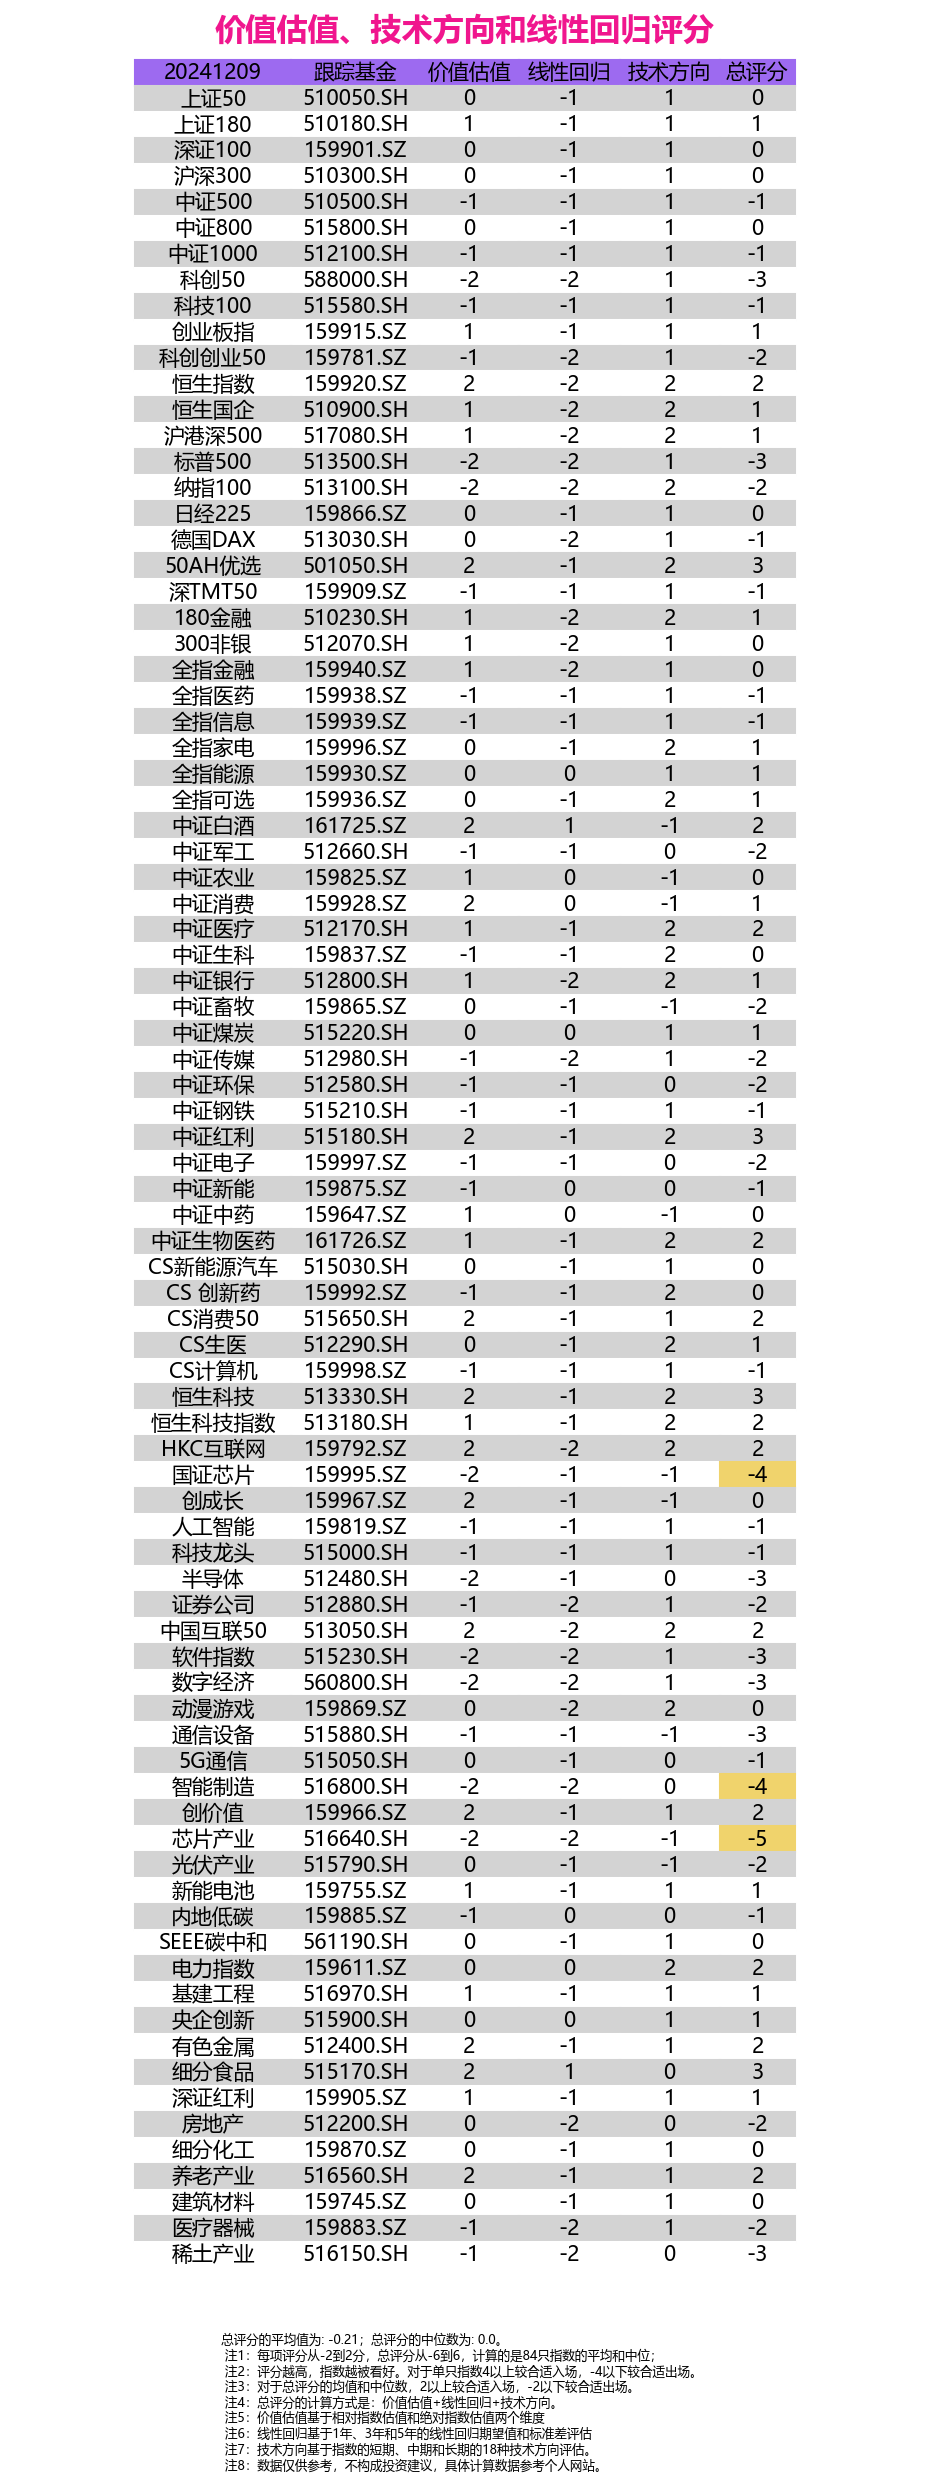 价值估值、技术方向和线性回归评分
20241209 跟踪基金 价值估值 线性回归 技术方向 总评分
上证50 510050.SH 0 -1 1 0
上证180 510180.SH 1 -1 1 1
深证100 159901.SZ 0 -1 1 0
沪深300 510300.SH 0 -1 1 0
中证500 510500.SH -1 -1 1 -1
中证800 515800.SH 0 -1 1 0
中证1000 512100.SH -1 -1 1 -1
科创50 588000.SH -2 -2 1 -3
科技100 515580.SH -1 -1 1 -1
创业板指 159915.SZ 1 -1 1 1
科创创业50 159781.SZ -1 -2 1 -2
恒生指数 159920.SZ 2 -2 2 2
恒生国企 510900.SH 1 -2 2 1
沪港深500 517080.SH 1 -2 2 1
标普500 513500.SH -2 -2 1 -3
纳指100 513100.SH -2 -2 2 -2
日经225 159866.SZ 0 -1 1 0
德国DAX 513030.SH 0 -2 1 -1
50AH优选 501050.SH 2 -1 2 3
深TMT50 159909.SZ -1 -1 1 -1
180金融 510230.SH 1 -2 2 1
300非银 512070.SH 1 -2 1 0
全指金融 159940.SZ 1 -2 1 0
全指医药 159938.SZ -1 -1 1 -1
全指信息 159939.SZ -1 -1 1 -1
全指家电 159996.SZ 0 -1 2 1
全指能源 159930.SZ 0 0 1 1
全指可选 159936.SZ 0 -1 2 1
中证白酒 161725.SZ 2 1 -1 2
中证军工 512660.SH -1 -1 0 -2
中证农业 159825.SZ 1 0 -1 0
中证消费 159928.SZ 2 0 -1 1
中证医疗 512170.SH 1 -1 2 2
中证生科 159837.SZ -1 -1 2 0
中证银行 512800.SH 1 -2 2 1
中证畜牧 159865.SZ 0 -1 -1 -2
中证煤炭 515220.SH 0 0 1 1
中证传媒 512980.SH -1 -2 1 -2
中证环保 512580.SH -1 -1 0 -2
中证钢铁 515210.SH -1 -1 1 -1
中证红利 515180.SH 2 -1 2 3
中证电子 159997.SZ -1 -1 0 -2
中证新能 159875.SZ -1 0 0 -1
中证中药 159647.SZ 1 0 -1 0
中证生物医药 161726.SZ 1 -1 2 2
CS新能源汽车 515030.SH 0 -1 1 0
CS 创新药 159992.SZ -1 -1 2 0
CS消费50 515650.SH 2 -1 1 2
CS生医 512290.SH 0 -1 2 1
CS计算机 159998.SZ -1 -1 1 -1
恒生科技 513330.SH 2 -1 2 3
恒生科技指数 513180.SH 1 -1 2 2
HKC互联网 159792.SZ 2 -2 2 2
国证芯片 159995.SZ -2 -1 -1 -4
创成长 159967.SZ 2 -1 -1 0
人工智能 159819.SZ -1 -1 1 -1
科技龙头 515000.SH -1 -1 1 -1
半导体 512480.SH -2 -1 0 -3
证券公司 512880.SH -1 -2 1 -2
中国互联50 513050.SH 2 -2 2 2
软件指数 515230.SH -2 -2 1 -3
数字经济 560800.SH -2 -2 1 -3
动漫游戏 159869.SZ 0 -2 2 0
通信设备 515880.SH -1 -1 -1 -3
5G通信 515050.SH 0 -1 0 -1
智能制造 516800.SH -2 -2 0 -4
创价值 159966.SZ 2 -1 1 2
芯片产业 516640.SH -2 -2 -1 -5
光伏产业 515790.SH 0 -1 -1 -2
新能电池 159755.SZ 1 -1 1 1
内地低碳 159885.SZ -1 0 0 -1
SEEE碳中和 561190.SH 0 -1 1 0
电力指数 159611.SZ 0 0 2 2
基建工程 516970.SH 1 -1 1 1
央企创新 515900.SH 0 0 1 1
有色金属 512400.SH 2 -1 1 2
细分食品 515170.SH 2 1 0 3
深证红利 159905.SZ 1 -1 1 1
房地产 512200.SH 0 -2 0 -2
细分化工 159870.SZ 0 -1 1 0
养老产业 516560.SH 2 -1 1 2
建筑材料 159745.SZ 0 -1 1 0
医疗器械 159883.SZ -1 -2 1 -2
稀土产业 516150.SH -1 -2 0 -3
总评分的平均值为: -0.21；总评分的中位数为: 0.0。
注1：每项评分从-2到2分，总评分从-6到6，计算的是84只指数的平均和中位；
注2：评分越高，指数越被看好。对于单只指数4以上较合适入场，-4以下较合适出场。
注3：对于总评分的均值和中位数，2以上较合适入场，-2以下较合适出场。
注4：总评分的计算方式是：价值估值+线性回归+技术方向。
注5：价值估值基于相对指数估值和绝对指数估值两个维度
注6：线性回归基于1年、3年和5年的线性回归期望值和标准差评估
注7：技术方向基于指数的短期、中期和长期的18种技术方向评估。
注8：数据仅供参考，不构成投资建议，具体计算数据参考个人网站。